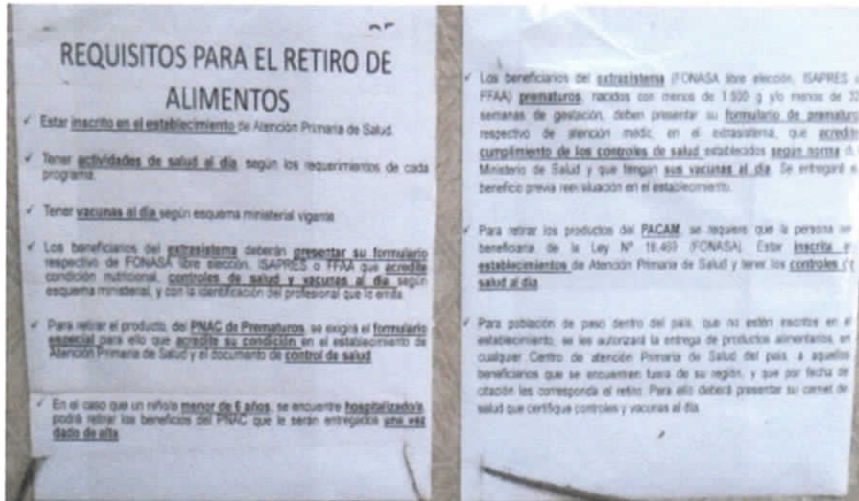 REQUISITOS PARA EL RETIRO DE
ALIMENTOS
✓ Estar inscrito en el establecimiento de Atención Primaria de Salud.
✓ Tener actividades de salud al día, según los requerimientos de cada
programa.
✓ Tener vacunas al día según esquema ministerial vigente
✓ Los beneficiarios del extrasistema deberán presentar su formulario
respectivo de FONASA libre elección, ISAPRES o FFAA que acredite
condición nutricional, controles de salud y vacunas al día según
esquema ministerial, y con la identificación del profesional que lo emita.
✓ Para retirar el producto, del PNAC de Prematuros, se exigirá el formulario
especial para ello que acredite su condición en el establecimiento de
Atención Primaria de Salud y el documento de control de salud
✓ En el caso que un niño/a menor de 6 años, se encuentre hospitalizado/a,
podrá retirar los beneficios del PNAC que le serán entregados una vez
dado de alta
✓ Los beneficiarios del extrasistema (FONASA libre elección, ISAPRES
FFAA) prematuros, nacidos con menos de 1.500 g y/o menos de 32
semanas de gestación, deben presentar su formulario de prematuro
respectivo de atención médic, en el extrasistema, que acredite
cumplimiento de los controles de salud establecidos según norma d
Ministerio de Salud y que tengan sus vacunas al día. Se entregará e
beneficio previa reevaluación en el establecimiento.
✓ Para retirar los productos del PACAM, se requiere que la persona se
beneficiaria de la Ley Nº 18.469 (FONASA). Estar inscrita e
establecimientos de Atención Primaria de Salud y tener los controles de
salud al día
✓ Para población de paso dentro del país, que no estén inscritos en el
establecimiento, se les autorizará la entrega de productos alimentarios, en
cualquier Centro de atención Primaria de Salud del país, a aquellos
beneficiarios que se encuentren fuera de su región, y que por fecha de
citación les corresponda el retiro. Para ello deberá presentar su carnet de
salud que certifique controles y vacunas al día.